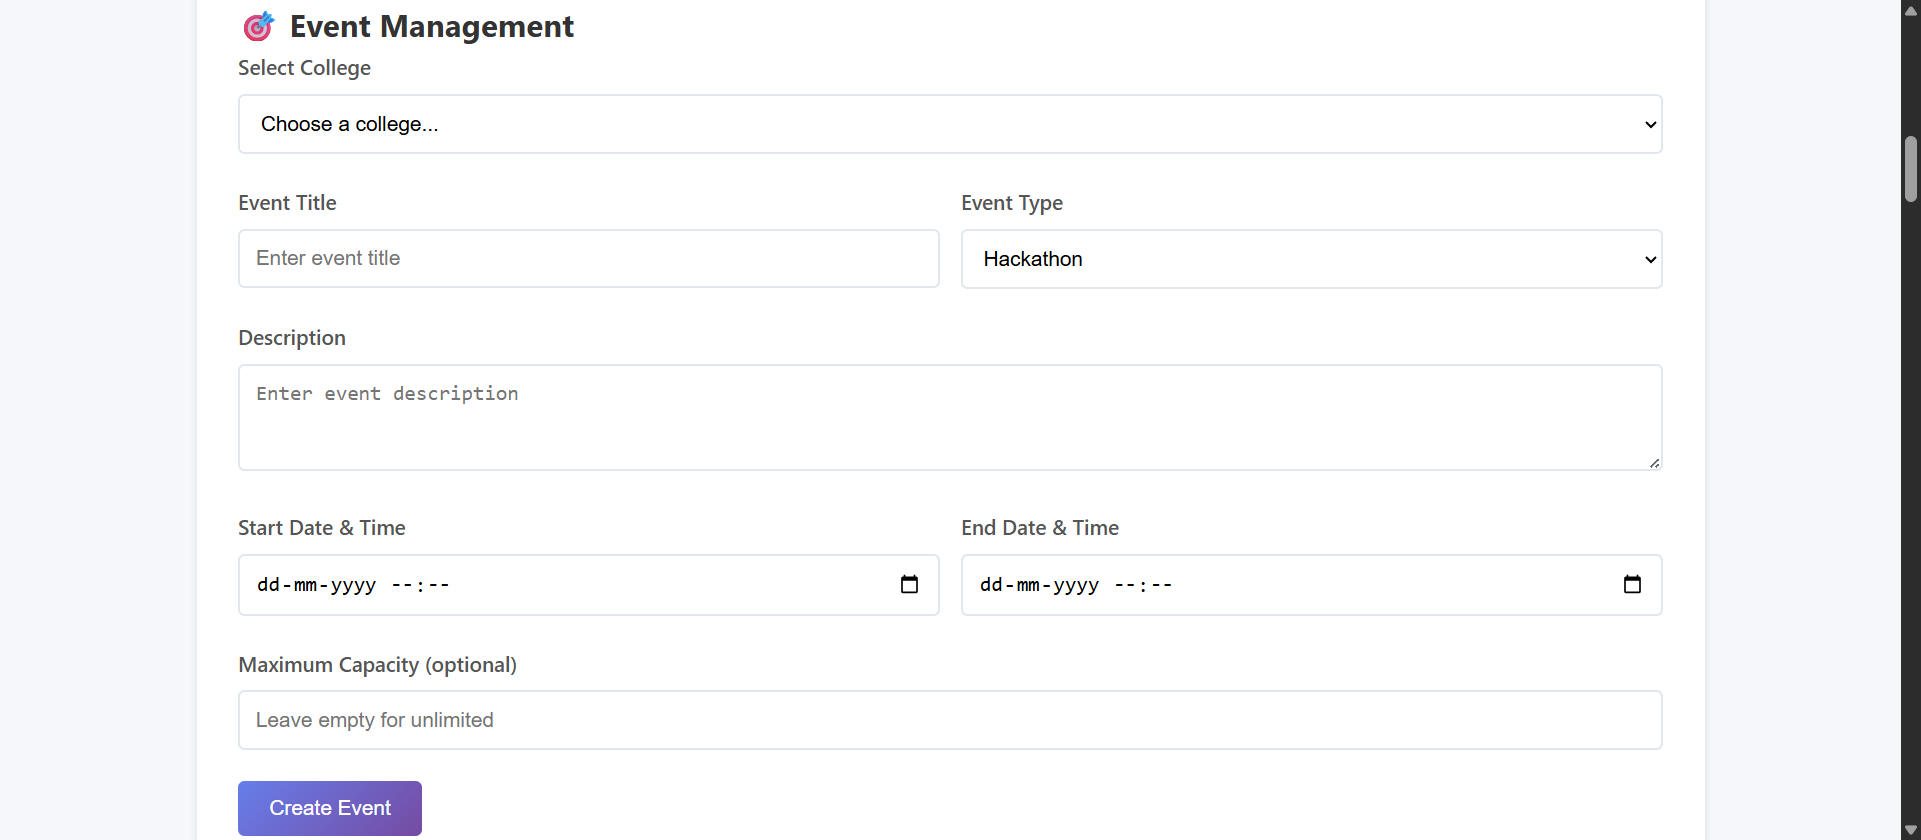 Event Management
Select College
Choose a college...
Event Title
Event Type
Enter event title
Hackathon
Description
Enter event description
Start Date & Time
End Date & Time
dd-mm-yyyy --:--
dd-mm-yyyy --:--
Maximum Capacity (optional)
Leave empty for unlimited
Create Event